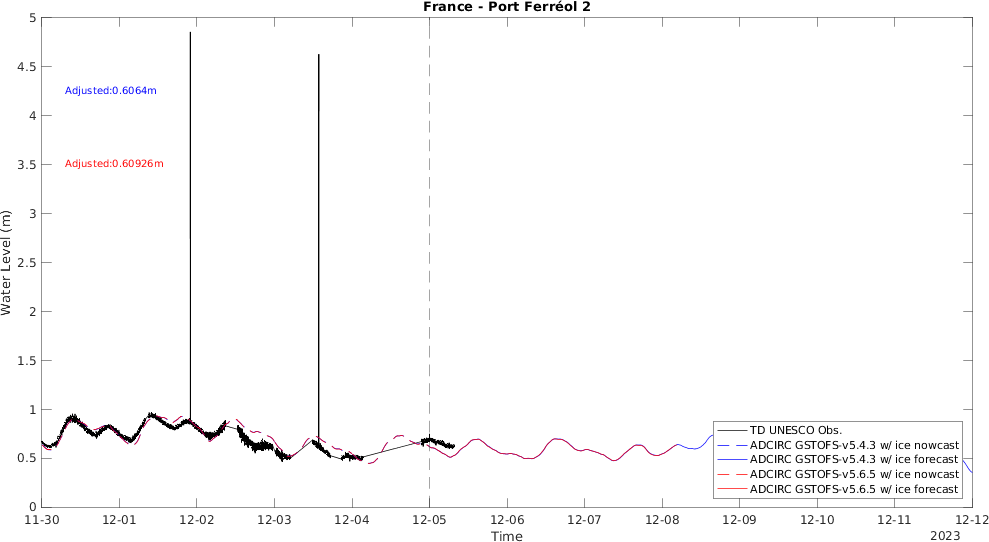 France - Port Ferréol 2
5
4.5
4
3.5
3
2.5
2
1.5
1
0.5
0
Water Level (m)
Adjusted:0.6064m
Adjusted:0.60926m
TD UNESCO Obs.
ADCIRC GSTOFS-v5.4.3 w/ ice nowcast
ADCIRC GSTOFS-v5.4.3 w/ ice forecast
ADCIRC GSTOFS-v5.6.5 w/ ice nowcast
ADCIRC GSTOFS-v5.6.5 w/ ice forecast
11-30 12-01 12-02 12-03 12-04 12-05 12-06 12-07 12-08 12-09 12-10 12-11 12-12
Time
2023